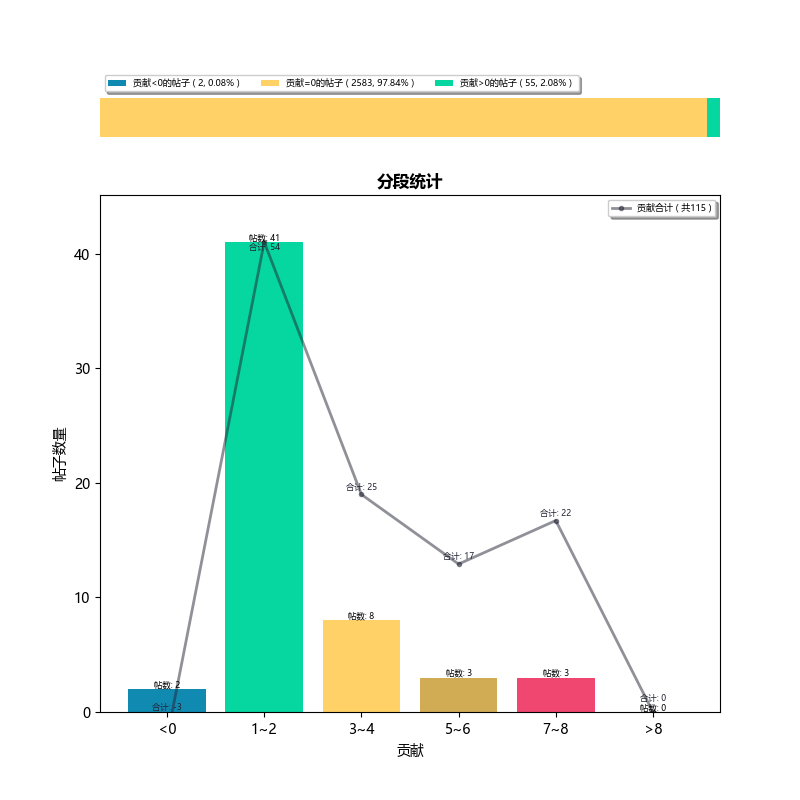 贡献<0的帖子 ( 2, 0.08% ) 贡献=0的帖子 ( 2583, 97.84% ) 贡献>0的帖子 ( 55, 2.08% )
分段统计
贡献合计 ( 共115 )
帖子数量
40
30
20
10
0
帖数: 41
合计: 54
合计: 25
合计: 22
合计: 17
帖数: 8
帖数: 3
帖数: 3
帖数: 2
合计: -3
合计: 0
帖数: 0
<0 1~2 3~4 5~6 7~8 >8
贡献